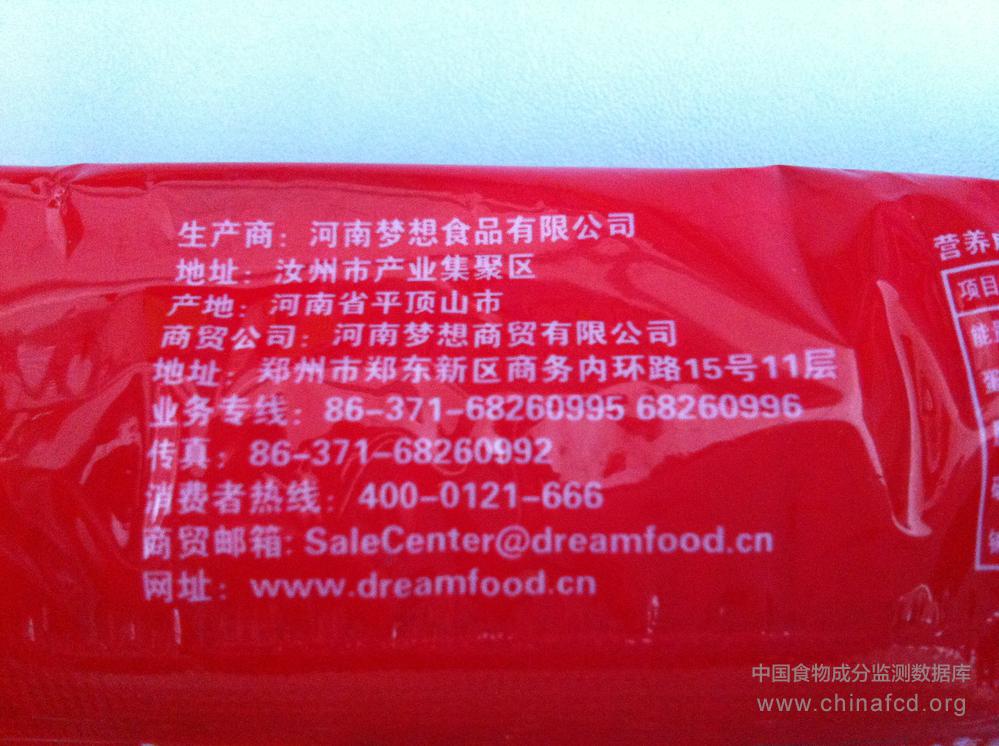 生产商：河南梦想食品有限公司
地址：汝州市产业集聚区
产地：河南省平顶山市
商贸公司：河南梦想商贸有限公司
地址：郑州市郑东新区商务内环路15号11层
业务专线：86-371-68260995 68260996
传真：86-371-68260992
消费者热线：400-0121-666
商贸邮箱：SaleCenter@dreamfood.cn
网址：www.dreamfood.cn
营养
项目
能
中国食物成分监测数据库
www.chinafcd.org